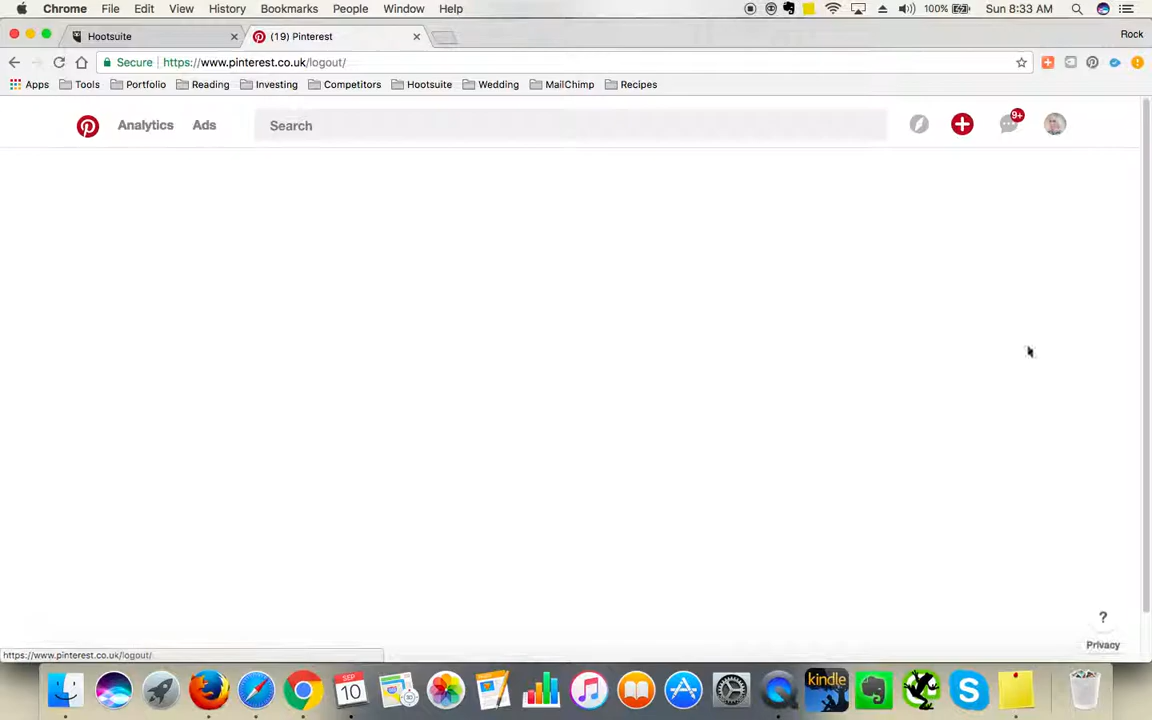 Chrome File Edit View History Bookmarks People Window Help 100% Sun 8:33 AM
Hootsuite (19) Pinterest Rock
Secure https://www.pinterest.co.uk/logout/
Apps Tools Portfolio Reading Investing Competitors Hootsuite Wedding MailChimp Recipes
Analytics Ads Search 9+
?
Privacy
https://www.pinterest.co.uk/logout/
SEP
10
kindle